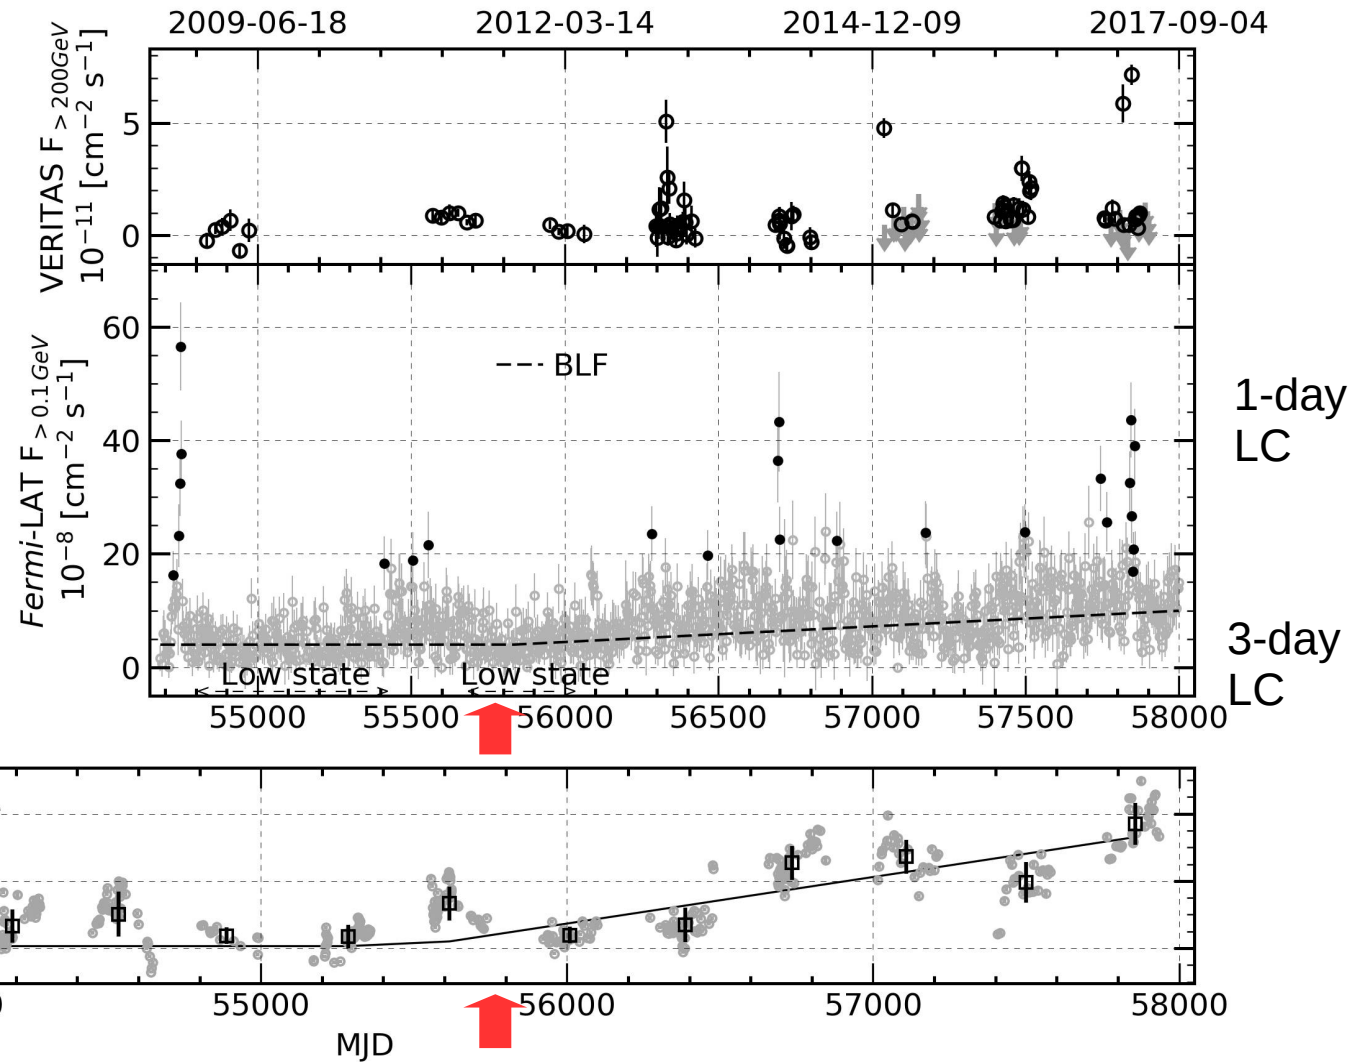 2009-06-18 2012-03-14 2014-12-09 2017-09-04
VERITAS F > 200GeV
10−11 [cm−2 s−1]
5
0
Fermi-LAT F > 0.1 GeV
10−8 [cm−2 s−1]
60
40
20
0
BLF
1-day
LC
3-day
LC
Low state Low state
55000 55500 56000 56500 57000 57500 58000
55000 56000 57000 58000
MJD